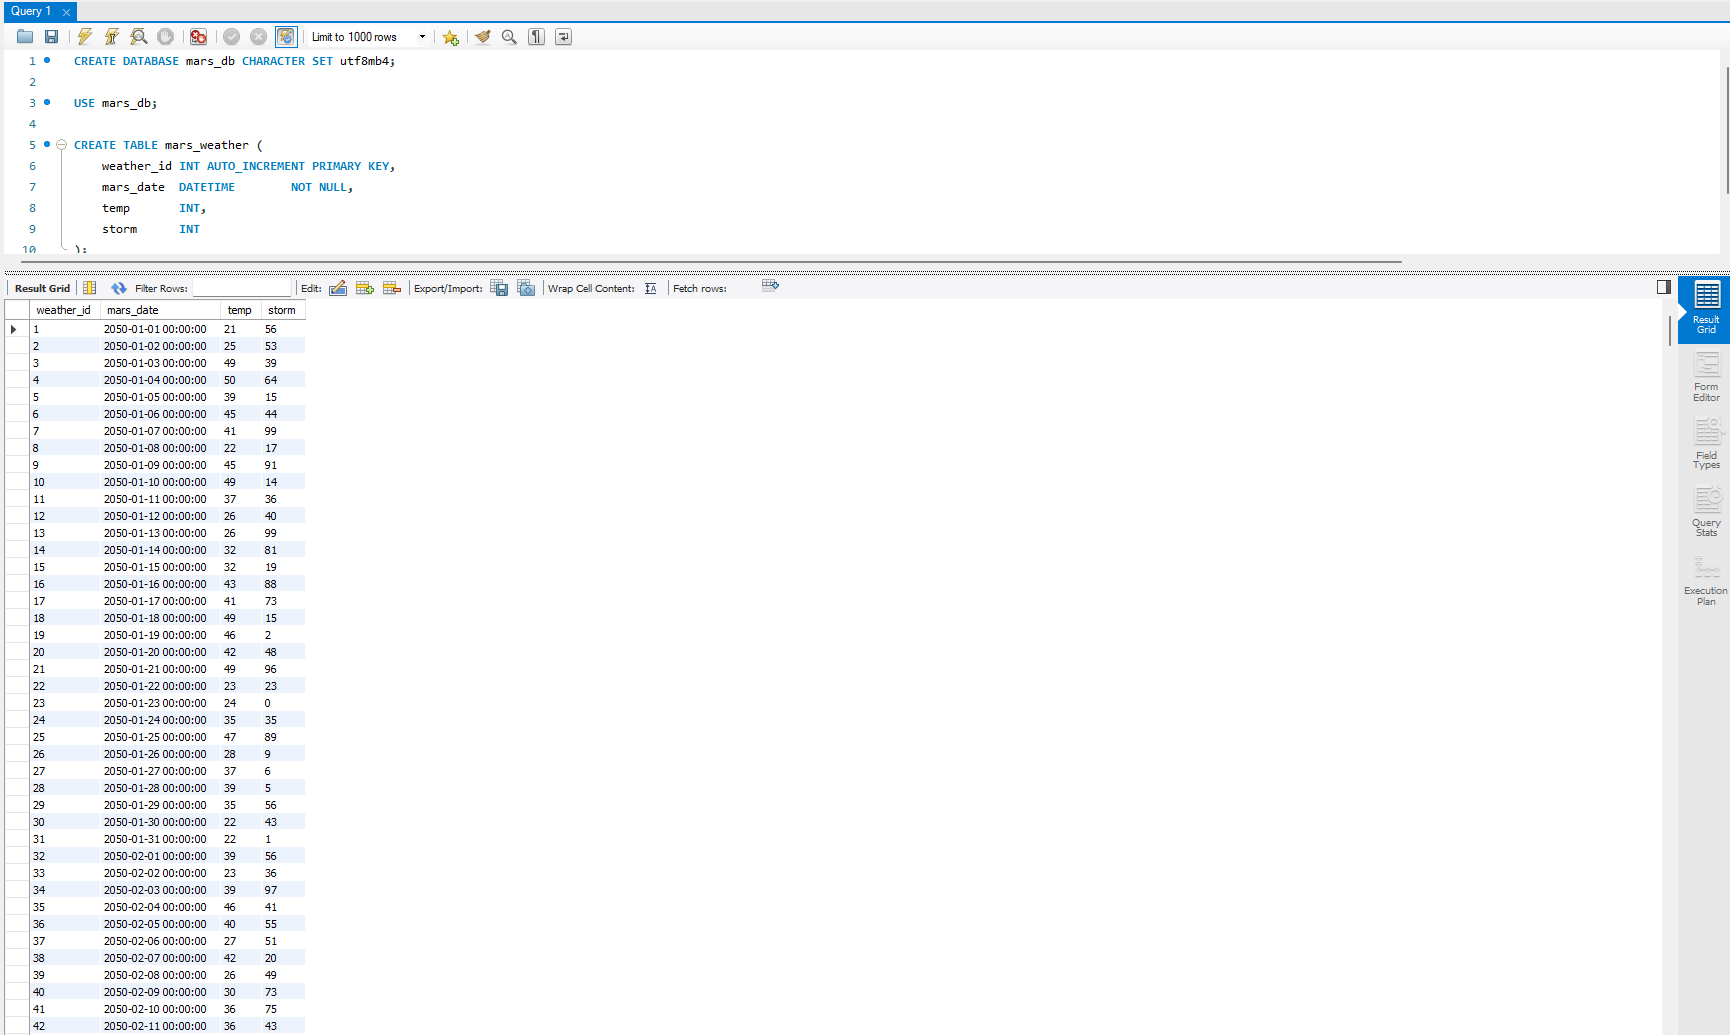 Query 1
Limit to 1000 rows
1 CREATE DATABASE mars_db CHARACTER SET utf8mb4;
2
3 USE mars_db;
4
5 CREATE TABLE mars_weather (
6 weather_id INT AUTO_INCREMENT PRIMARY KEY,
7 mars_date DATETIME NOT NULL,
8 temp INT,
9 storm INT
10 );
Result Grid Filter Rows: Edit: Export/Import: Wrap Cell Content: Fetch rows:
weather_id mars_date temp storm
1 2050-01-01 00:00:00 21 56
2 2050-01-02 00:00:00 25 53
3 2050-01-03 00:00:00 49 39
4 2050-01-04 00:00:00 50 64
5 2050-01-05 00:00:00 39 15
6 2050-01-06 00:00:00 45 44
7 2050-01-07 00:00:00 41 99
8 2050-01-08 00:00:00 22 17
9 2050-01-09 00:00:00 45 91
10 2050-01-10 00:00:00 49 14
11 2050-01-11 00:00:00 37 36
12 2050-01-12 00:00:00 26 40
13 2050-01-13 00:00:00 26 99
14 2050-01-14 00:00:00 32 81
15 2050-01-15 00:00:00 32 19
16 2050-01-16 00:00:00 43 88
17 2050-01-17 00:00:00 41 73
18 2050-01-18 00:00:00 49 15
19 2050-01-19 00:00:00 46 2
20 2050-01-20 00:00:00 42 48
21 2050-01-21 00:00:00 49 96
22 2050-01-22 00:00:00 23 23
23 2050-01-23 00:00:00 24 0
24 2050-01-24 00:00:00 35 35
25 2050-01-25 00:00:00 47 89
26 2050-01-26 00:00:00 28 9
27 2050-01-27 00:00:00 37 6
28 2050-01-28 00:00:00 39 5
29 2050-01-29 00:00:00 35 56
30 2050-01-30 00:00:00 22 43
31 2050-01-31 00:00:00 22 1
32 2050-02-01 00:00:00 39 56
33 2050-02-02 00:00:00 23 36
34 2050-02-03 00:00:00 39 97
35 2050-02-04 00:00:00 46 41
36 2050-02-05 00:00:00 40 55
37 2050-02-06 00:00:00 27 51
38 2050-02-07 00:00:00 42 20
39 2050-02-08 00:00:00 26 49
40 2050-02-09 00:00:00 30 73
41 2050-02-10 00:00:00 36 75
42 2050-02-11 00:00:00 36 43
Result
Grid
Form
Editor
Field
Types
Query
Stats
Execution
Plan